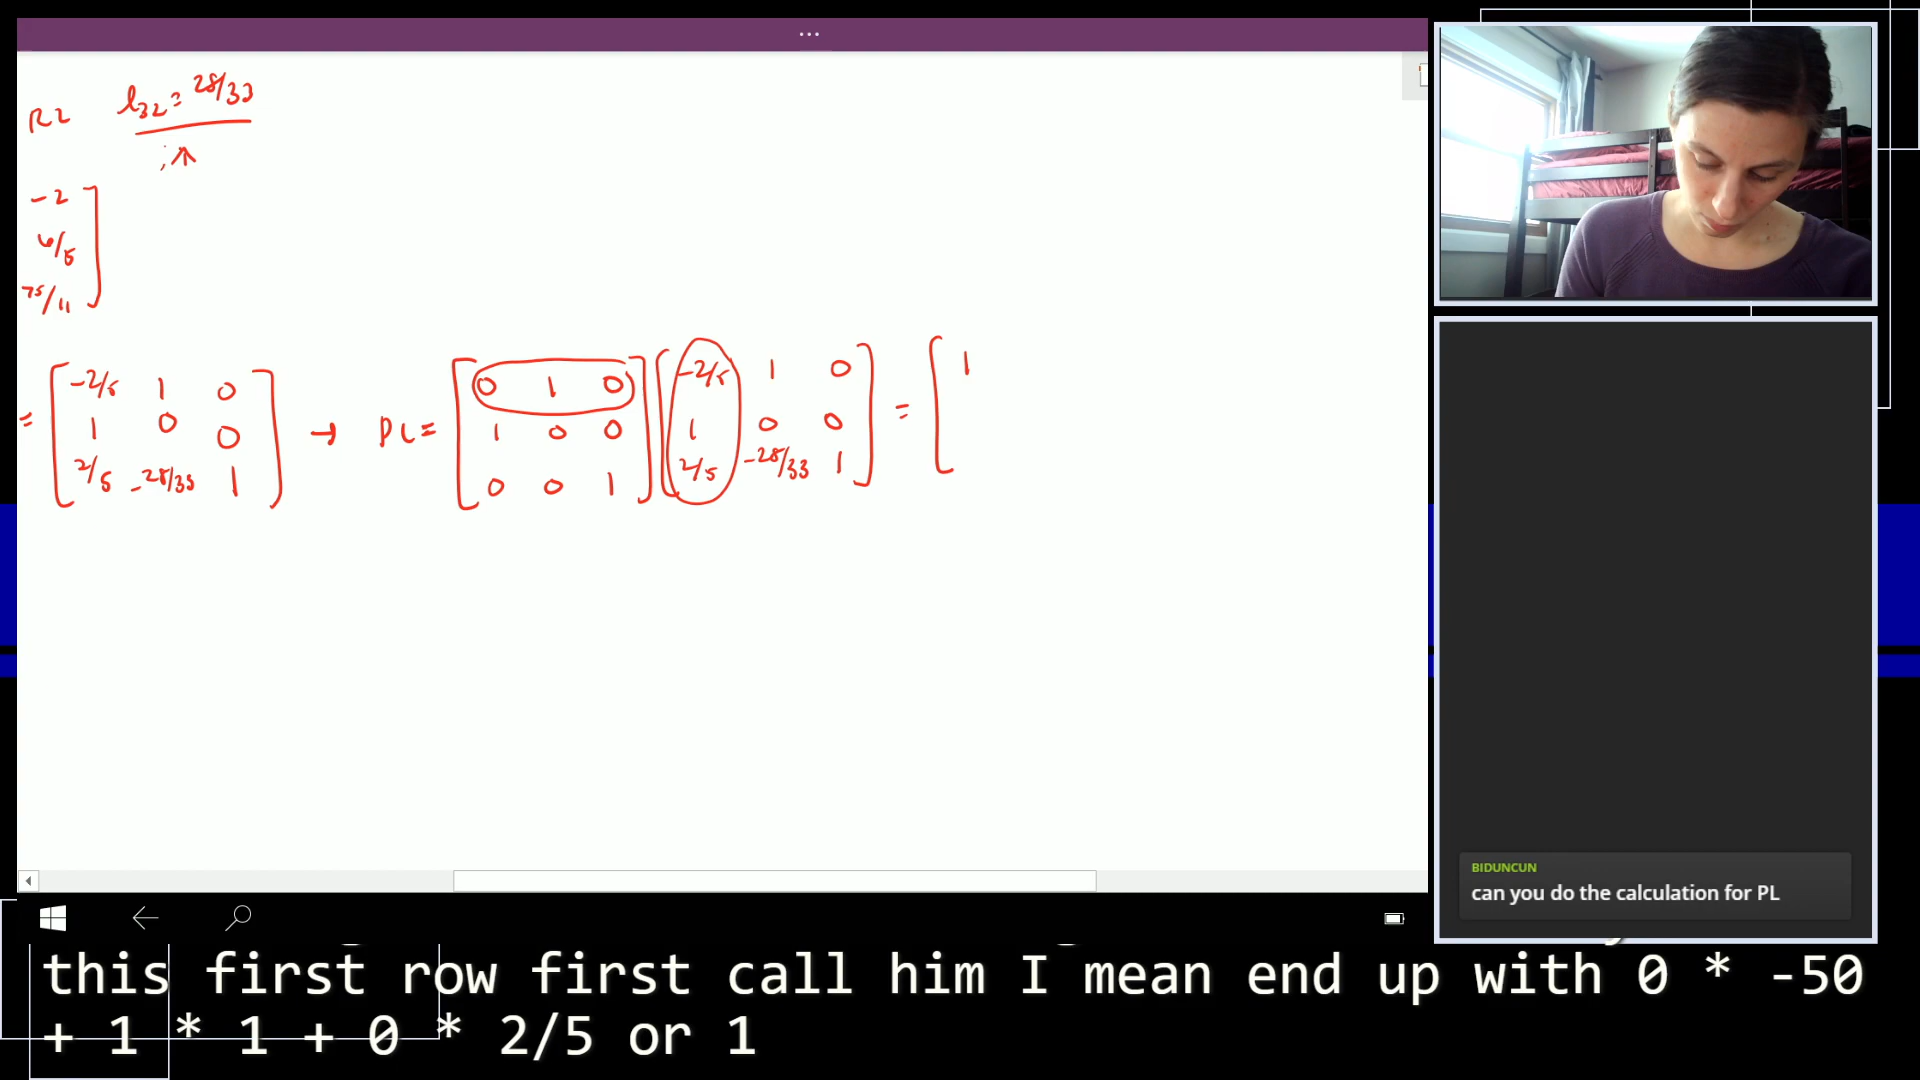 ...
R2 l32 = 28/33
-2
6/5
75/11
= [ -2/5 1 0
1 0 0
2/5 -28/33 1 ] → PL = [ 0 1 0
1 0 0
0 0 1 ] [ -2/5 1 0
1 0 0
2/5 -28/33 1 ] = [ 1
BIDUNCUN
can you do the calculation for PL
this first row first call him I mean end up with 0 * -50
+ 1 * 1 + 0 * 2/5 or 1